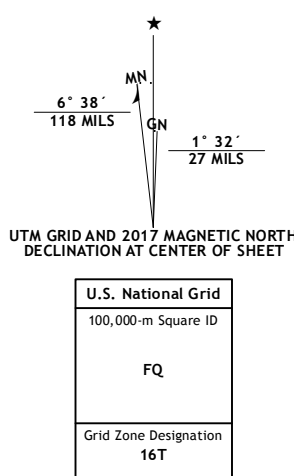 ★
MN
GN
6° 38´
118 MILS
1° 32´
27 MILS
UTM GRID AND 2017 MAGNETIC NORTH
DECLINATION AT CENTER OF SHEET
U.S. National Grid
100,000-m Square ID
FQ
Grid Zone Designation
16T